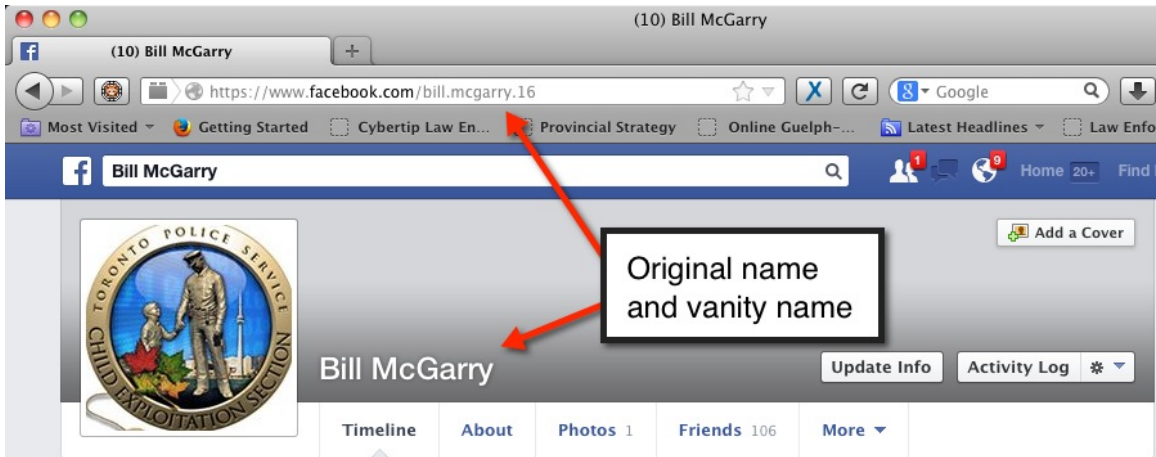 (10) Bill McGarry
(10) Bill McGarry
https://www.facebook.com/bill.mcgarry.16
Google
Most Visited
Getting Started
Cybertip Law En...
Provincial Strategy
Online Guelph-...
Latest Headlines
Law Enfo
Bill McGarry
1
9
Home 20+
Find
Add a Cover
TORONTO POLICE SERVICE
CHILD EXPLOITATION SECTION
Original name
and vanity name
Bill McGarry
Update Info
Activity Log
Timeline
About
Photos 1
Friends 106
More